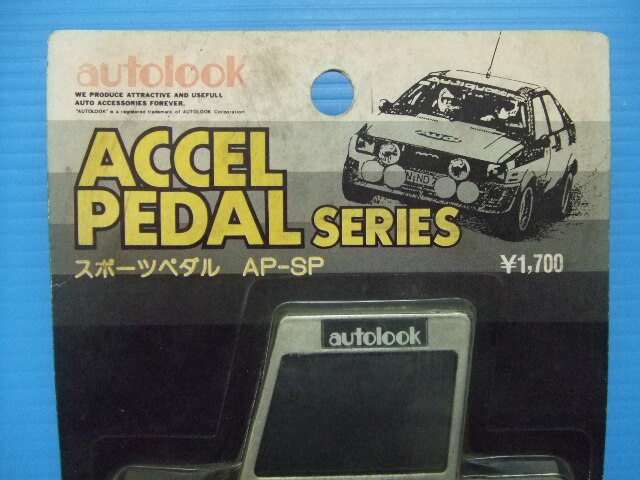 autolook
WE PRODUCE ATTRACTIVE AND USEFULL
AUTO ACCESSORIES FOREVER.
"AUTOLOOK" is a registered trademark of AUTOLOOK Corporation
ACCEL
PEDAL SERIES
スポーツペダル AP-SP
¥1,700
autolook